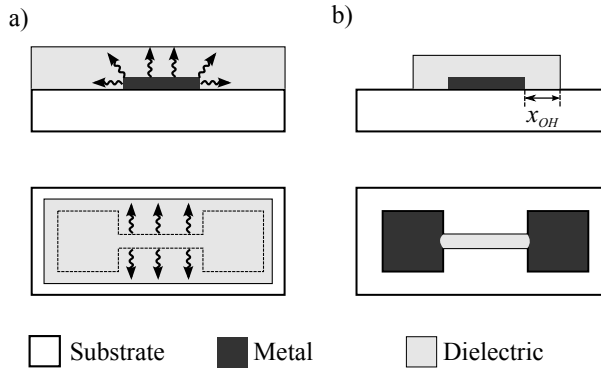 a)
b)
x_OH
Substrate
Metal
Dielectric